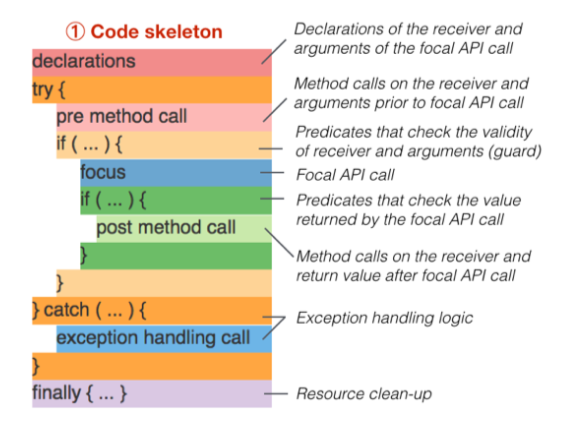 ① Code skeleton
Declarations of the receiver and
arguments of the focal API call
declarations
try {
Method calls on the receiver and
arguments prior to focal API call
pre method call
if ( ... ) {
Predicates that check the validity
of receiver and arguments (guard)
focus
Focal API call
if ( ... ) {
Predicates that check the value
returned by the focal API call
post method call
}
Method calls on the receiver and
return value after focal API call
}
} catch ( ... ) {
Exception handling logic
exception handling call
}
finally { ... }
Resource clean-up